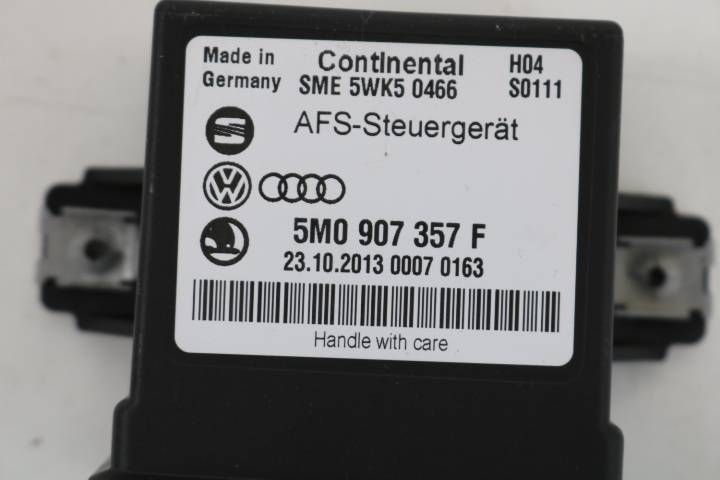 Made in Continental H04
Germany SME 5WK5 0466 S0111
AFS-Steuergerät
5M0 907 357 F
23.10.2013 0007 0163
Handle with care